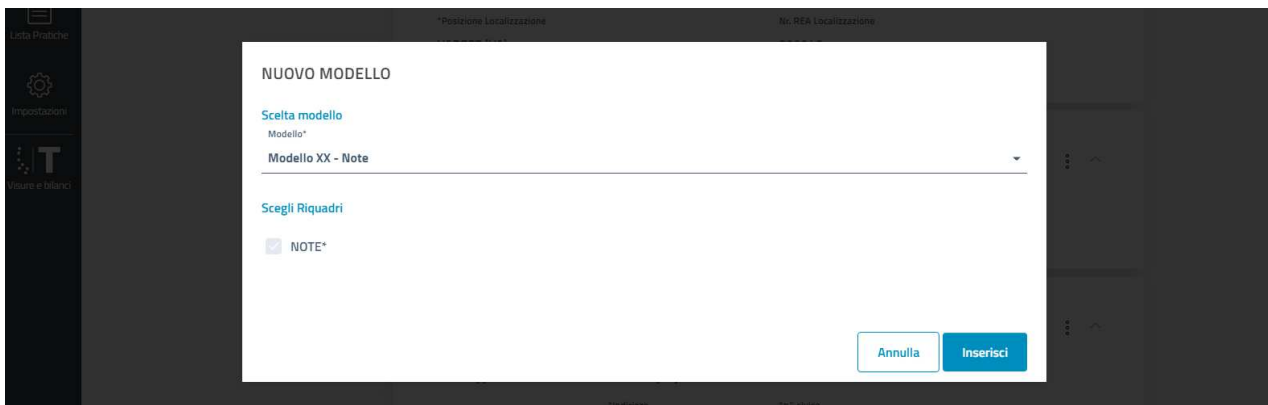 *Posizione Localizzazione
Nr. REA Localizzazione
Lista Pratiche
NUOVO MODELLO
Impostazioni
Scelta modello
Modello*
Modello XX - Note
Visure e bilanci
Scegli Riquadri
NOTE*
Annulla
Inserisci